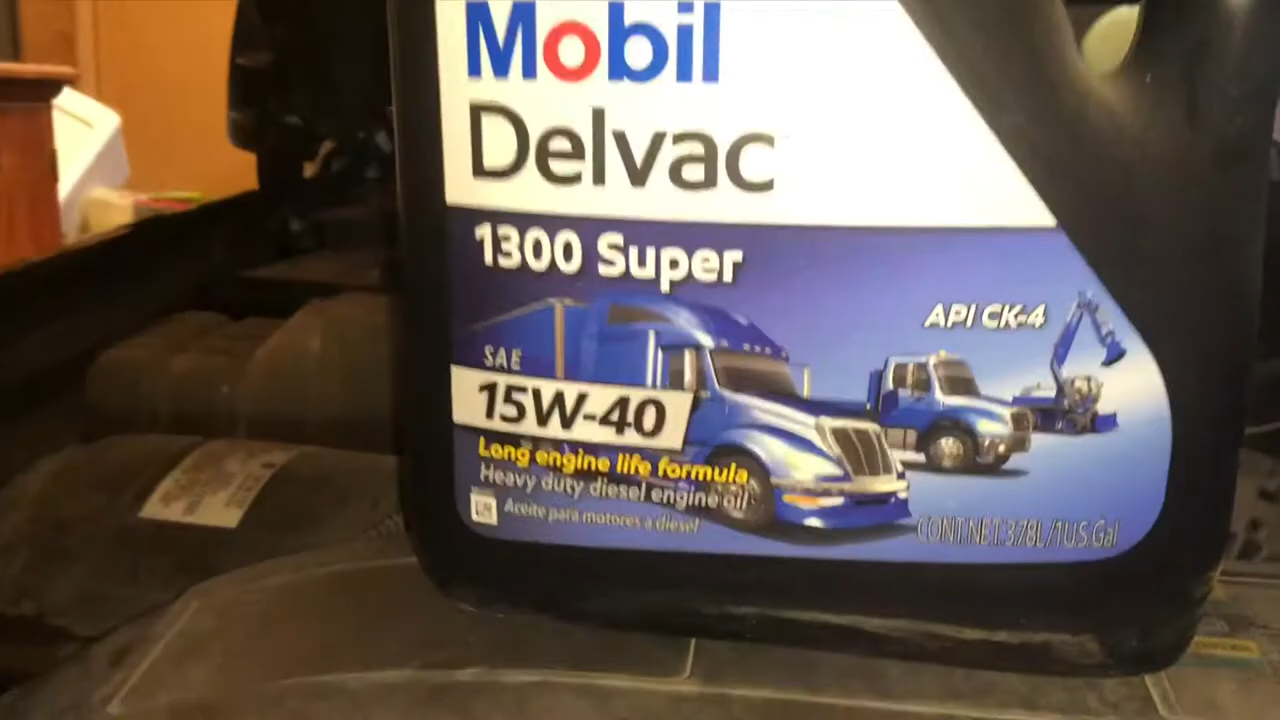 Mobil
Delvac
1300 Super
API CK-4
SAE
15W-40
Long engine life formula
Heavy duty diesel engine oil
Aceite para motores a diesel
CONT.NET.3.78L/1U.S.Gal